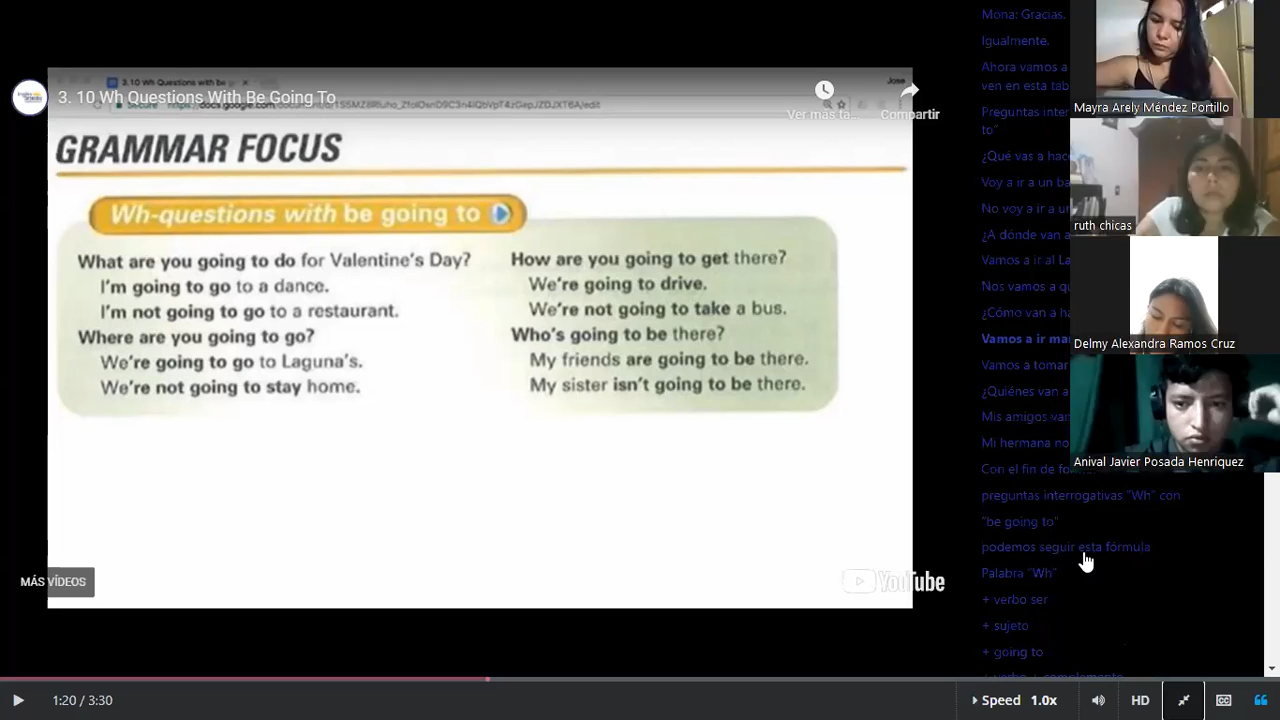 3. 10 Wh Questions With Be Going To
Ver más ta...
Compartir
GRAMMAR FOCUS
Wh-questions with be going to
What are you going to do for Valentine's Day?
I'm going to go to a dance.
I'm not going to go to a restaurant.
Where are you going to go?
We're going to go to Laguna's.
We're not going to stay home.
How are you going to get there?
We're going to drive.
We're not going to take a bus.
Who's going to be there?
My friends are going to be there.
My sister isn't going to be there.
MÁS VÍDEOS
YouTube
Mona: Gracias.
Igualmente.
Ahora vamos a
ven en esta tab
Preguntas inter
to"
¿Qué vas a hac
Voy a ir a un ba
No voy a ir a u
¿A dónde van a
Vamos a ir al La
Nos vamos a q
¿Cómo van a h
Vamos a ir ma
Vamos a tomar
¿Quiénes van a
Mis amigos van
Mi hermana no
Con el fin de fo
preguntas interrogativas "Wh" con
"be going to"
podemos seguir esta fórmula
Palabra "Wh"
+ verbo ser
+ sujeto
+ going to
+ verbo + complemento
Mayra Arely Méndez Portillo
ruth chicas
Delmy Alexandra Ramos Cruz
Anival Javier Posada Henriquez
1:20 / 3:30
Speed 1.0x
HD
CC